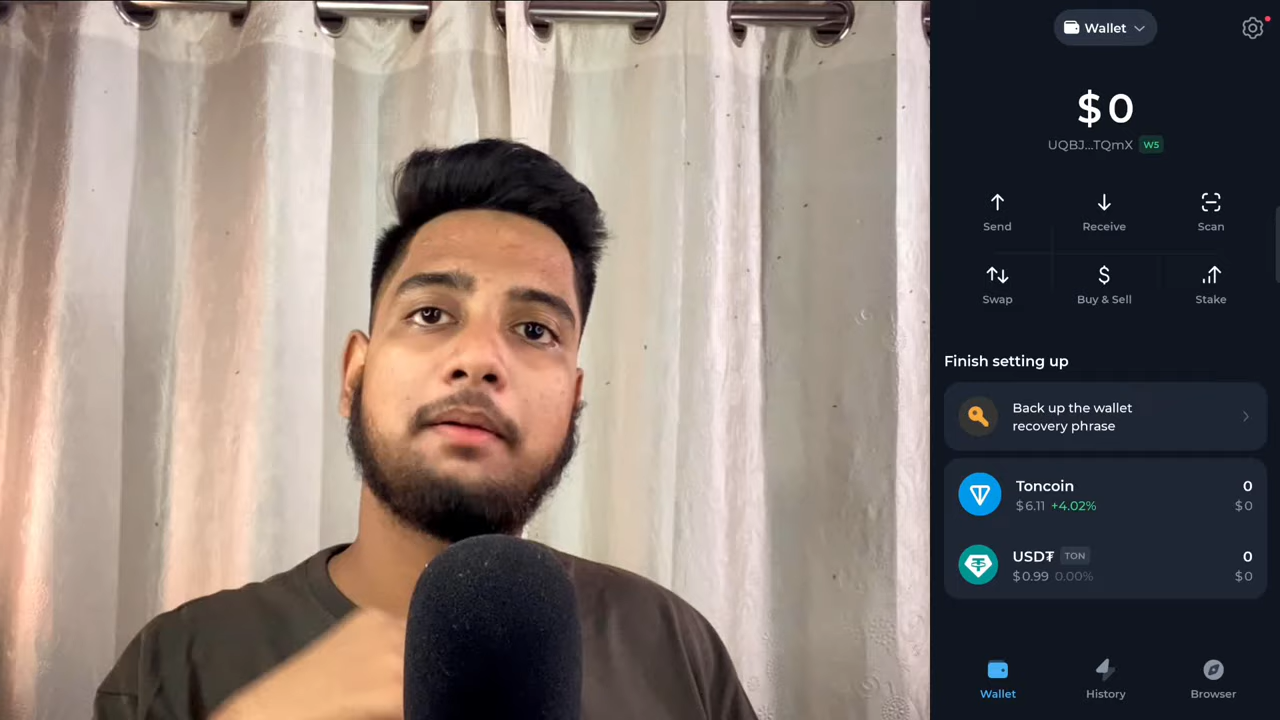 Wallet
$ 0
UQBJ...TQmX W5
Send Receive Scan
Swap Buy & Sell Stake
Finish setting up
Back up the wallet
recovery phrase
Toncoin 0
$ 6.11 +4.02% $ 0
USD₮ TON 0
$ 0.99 0.00% $ 0
Wallet History Browser